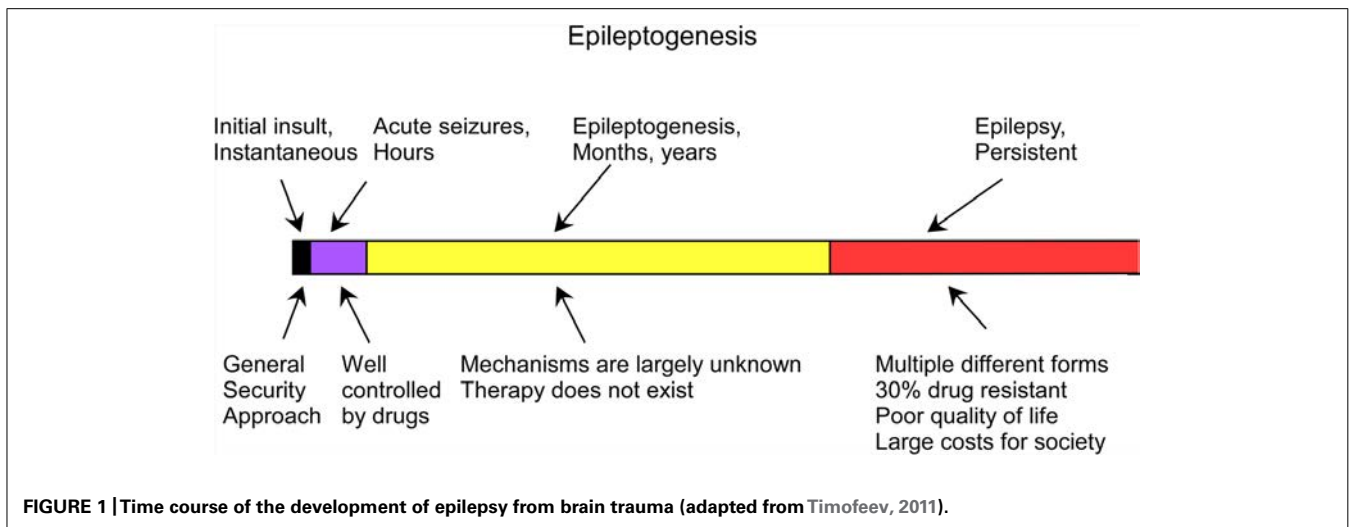 Epileptogenesis
Initial insult,
Instantaneous
Acute seizures,
Hours
Epileptogenesis,
Months, years
Epilepsy,
Persistent
General
Security
Approach
Well
controlled
by drugs
Mechanisms are largely unknown
Therapy does not exist
Multiple different forms
30% drug resistant
Poor quality of life
Large costs for society
FIGURE 1 | Time course of the development of epilepsy from brain trauma (adapted from Timofeev, 2011).